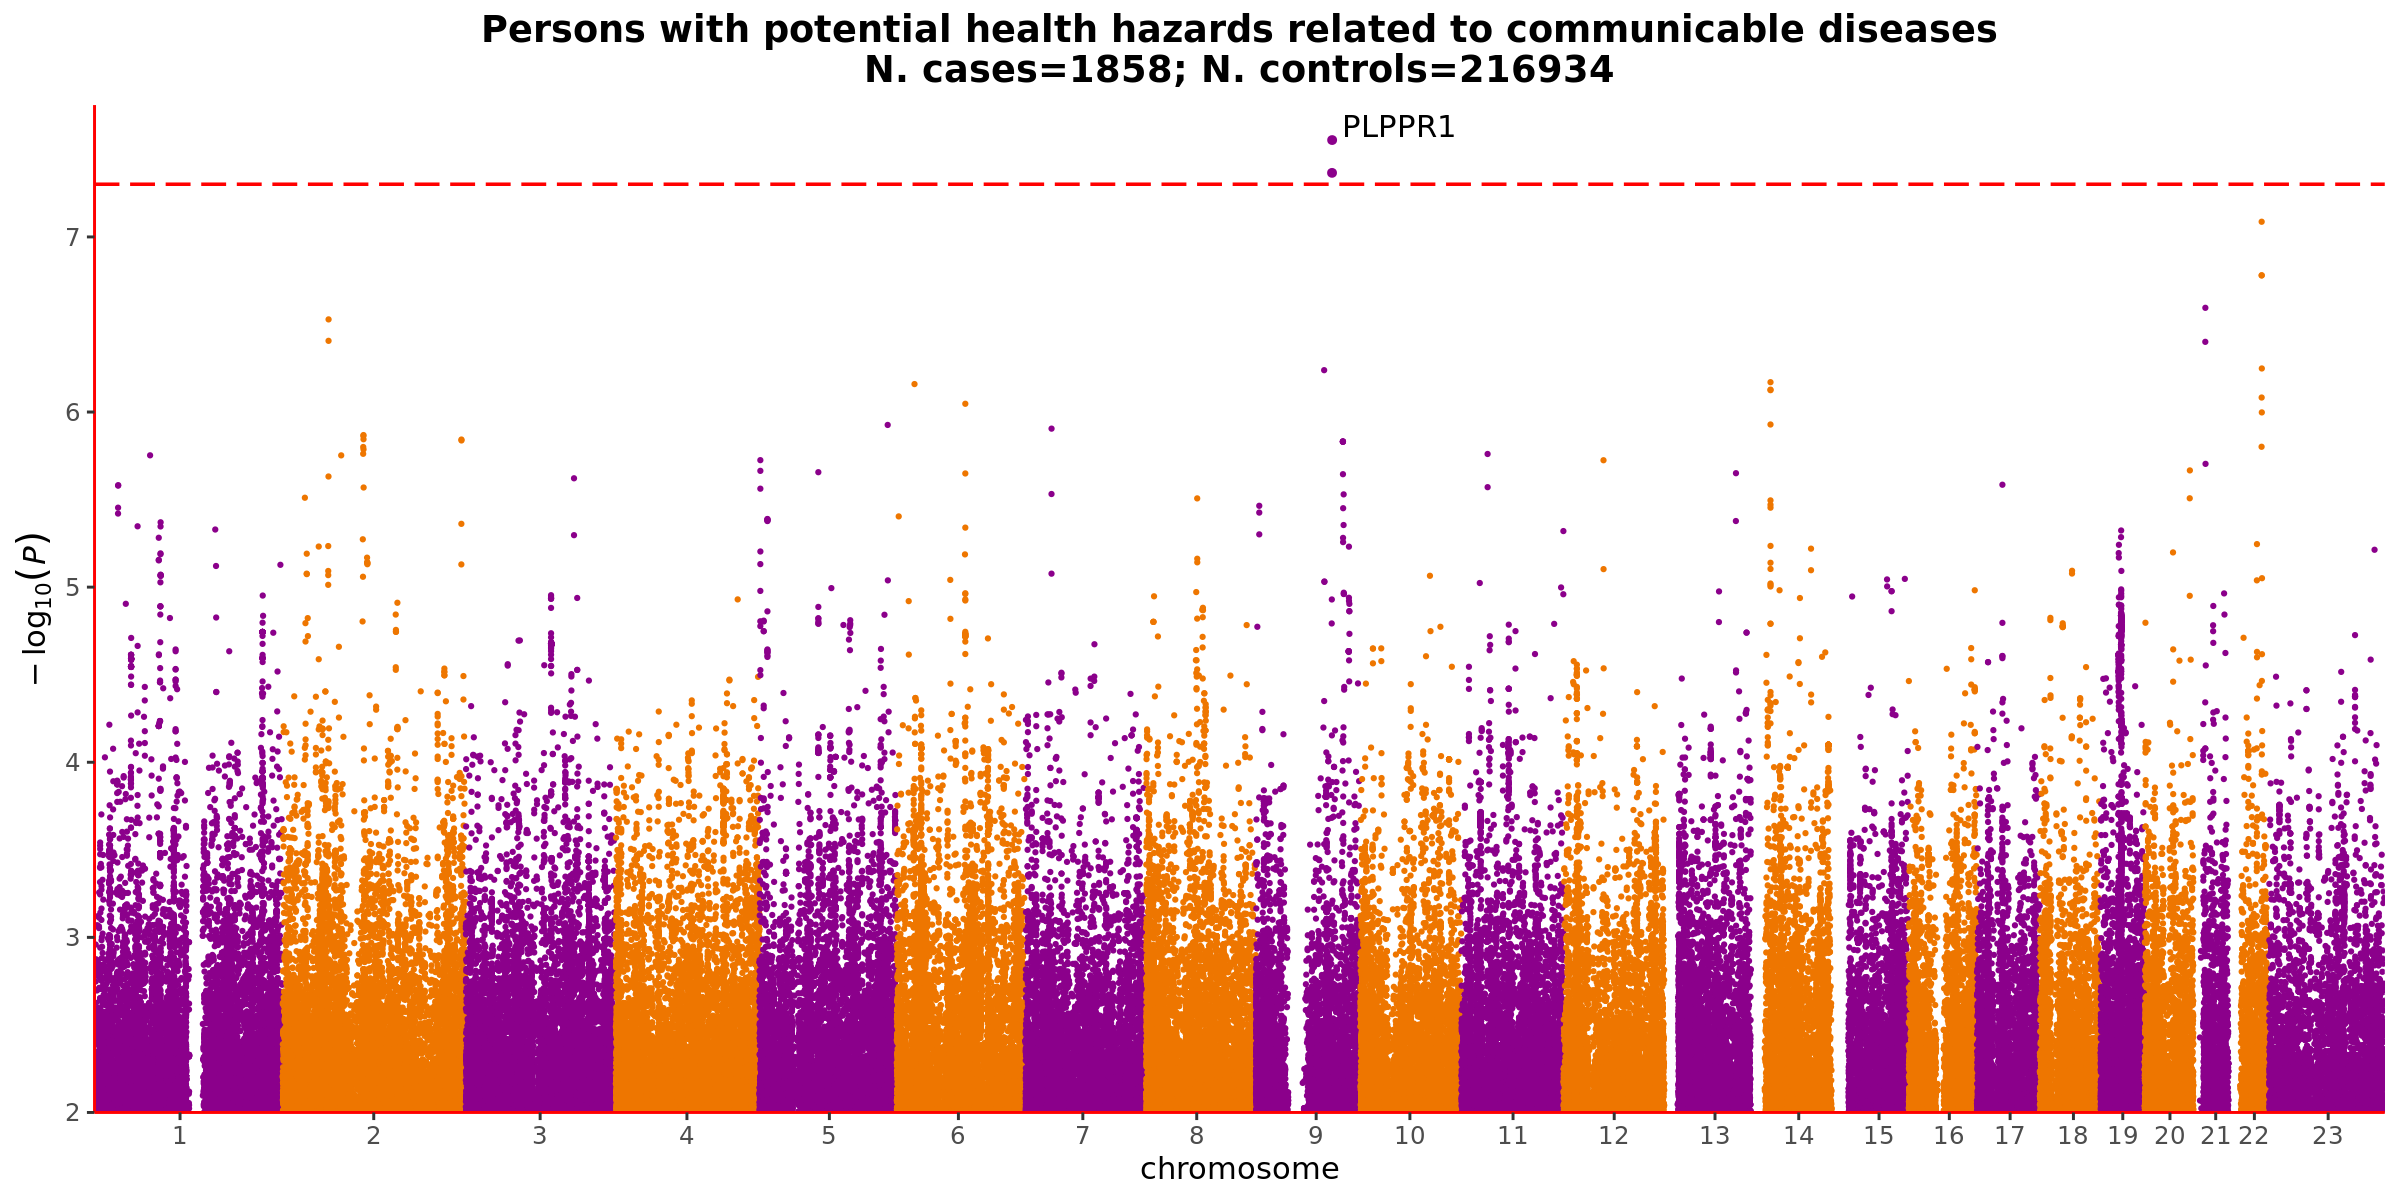 Persons with potential health hazards related to communicable diseases
N. cases=1858; N. controls=216934
PLPPR1
7
6
5
4
3
2
− log10(P)
1 2 3 4 5 6 7 8 9 10 11 12 13 14 15 16 17 18 19 20 21 22 23
chromosome